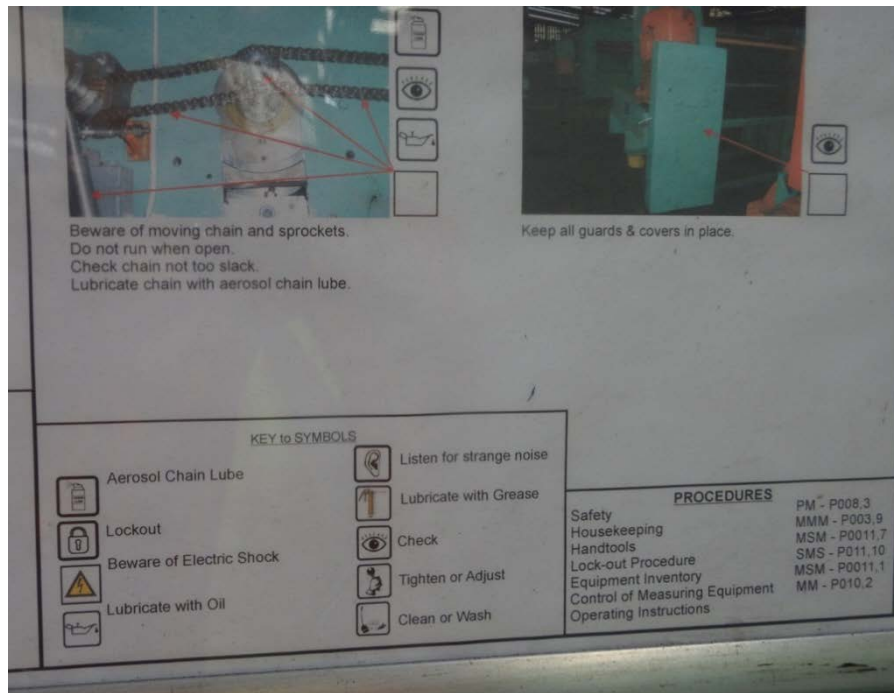 Beware of moving chain and sprockets.
Do not run when open.
Check chain not too slack.
Lubricate chain with aerosol chain lube.
Keep all guards & covers in place.
KEY to SYMBOLS
Aerosol Chain Lube
Lockout
Beware of Electric Shock
Lubricate with Oil
Listen for strange noise
Lubricate with Grease
Check
Tighten or Adjust
Clean or Wash
PROCEDURES
Safety
Housekeeping
Handtools
Lock-out Procedure
Equipment Inventory
Control of Measuring Equipment
Operating Instructions
PM - P008,3
MMM - P003,9
MSM - P0011,7
SMS - P011,10
MSM - P0011,1
MM - P010,2